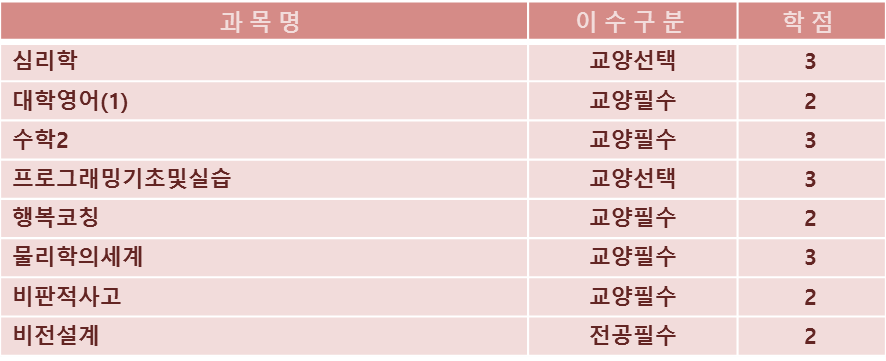 과 목 명 이 수 구 분 학 점
심리학 교양선택 3
대학영어(1) 교양필수 2
수학2 교양필수 3
프로그래밍기초및실습 교양선택 3
행복코칭 교양필수 2
물리학의세계 교양필수 3
비판적사고 교양필수 2
비전설계 전공필수 2